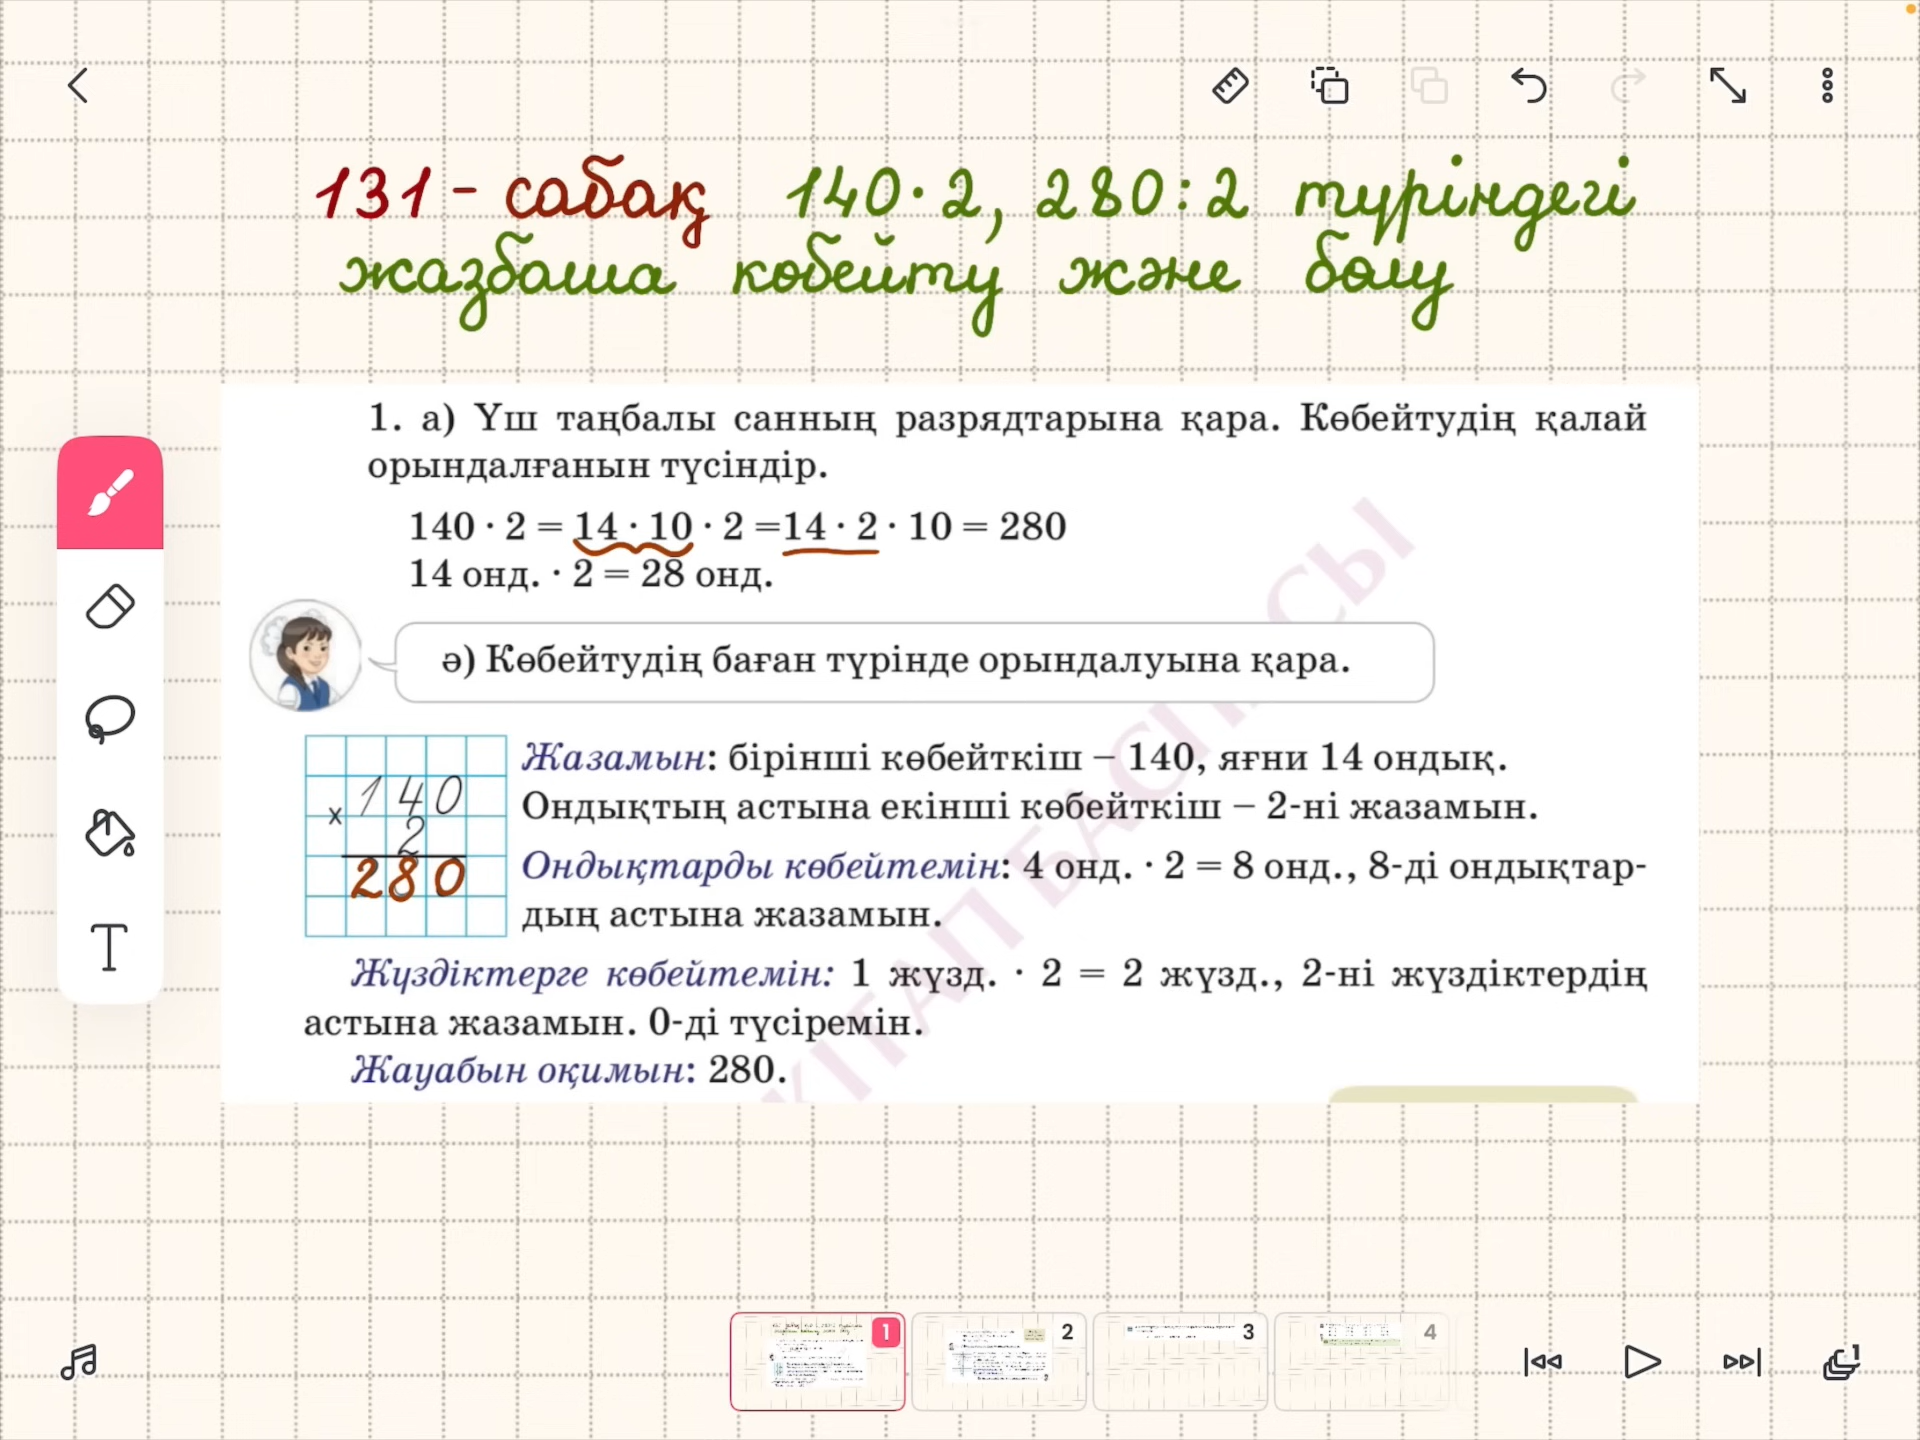 131 - сабақ 140·2, 280:2 түріндегі
жазбаша көбейту және бөлу
1. а) Үш таңбалы санның разрядтарына қара. Көбейтудің қалай
орындалғанын түсіндір.
140 · 2 = 14 · 10 · 2 =14 · 2 · 10 = 280
14 онд. · 2 = 28 онд.
ә) Көбейтудің баған түрінде орындалуына қара.
140
x
2
280
Жазамын: бірінші көбейткіш – 140, яғни 14 ондық.
Ондықтың астына екінші көбейткіш – 2-ні жазамын.
Ондықтарды көбейтемін: 4 онд. · 2 = 8 онд., 8-ді ондықтар-
дың астына жазамын.
Жүздіктерге көбейтемін: 1 жүзд. · 2 = 2 жүзд., 2-ні жүздіктердің
астына жазамын. 0-ді түсіремін.
Жауабын оқимын: 280.
КІТАП БАСПАСЫ
T
1
2
3
4
1